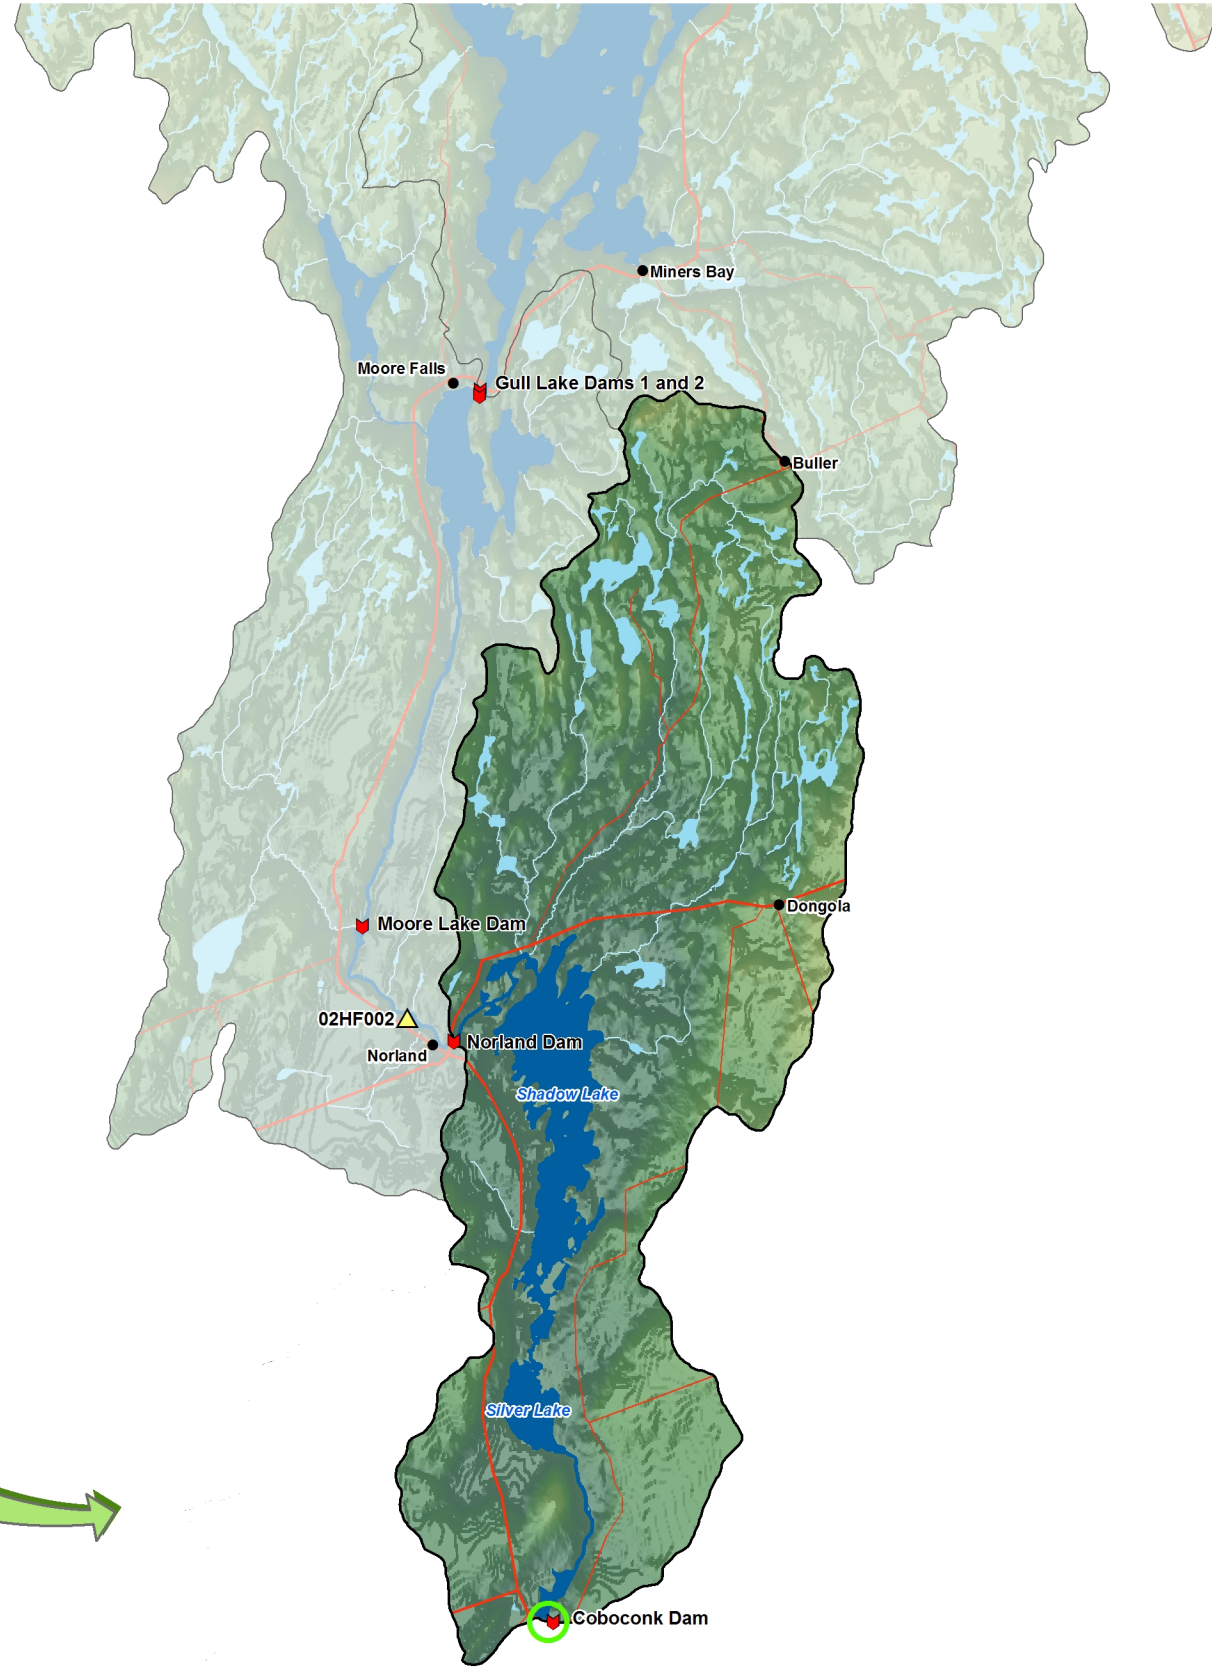 Miners Bay
Moore Falls
Gull Lake Dams 1 and 2
Buller
Dongola
Moore Lake Dam
02HF002
Norland
Norland Dam
Shadow Lake
Silver Lake
Coboconk Dam